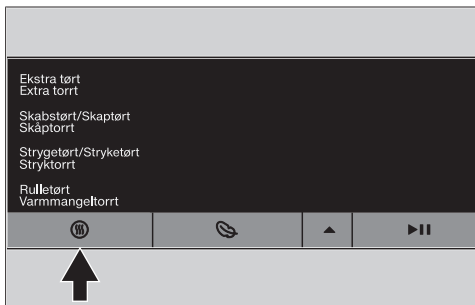 Ekstra tørt
Extra torrt
Skabstørt/Skaptørt
Skåptorrt
Strygetørt/Stryketørt
Stryktorrt
Rulletørt
Varmmangeltorrt